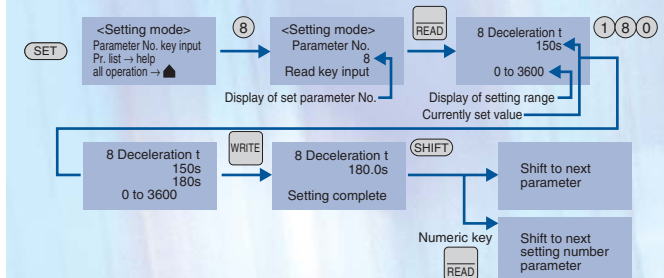 SET
<Setting mode>
Parameter No. key input
Pr. list → help
all operation →
8
<Setting mode>
Parameter No.
8
Read key input
Display of set parameter No.
READ
8 Deceleration t
150s
0 to 3600
Display of setting range
Currently set value
1 8 0
8 Deceleration t
150s
180s
0 to 3600
WRITE
8 Deceleration t
180.0s
Setting complete
SHIFT
Shift to next
parameter
Numeric key
READ
Shift to next
setting number
parameter